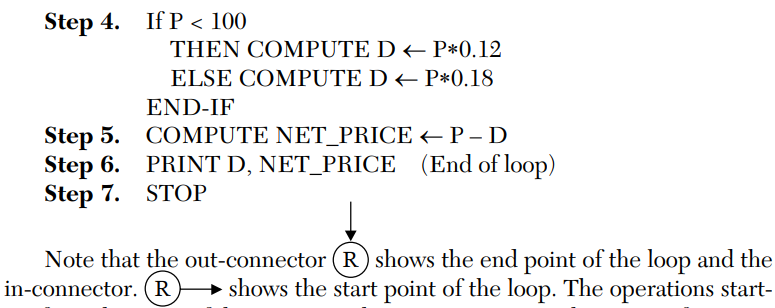 Step 4. If P < 100
THEN COMPUTE D ← P*0.12
ELSE COMPUTE D ← P*0.18
END-IF
Step 5. COMPUTE NET_PRICE ← P – D
Step 6. PRINT D, NET_PRICE (End of loop)
Step 7. STOP
Note that the out-connector R shows the end point of the loop and the
in-connector. R → shows the start point of the loop. The operations start-